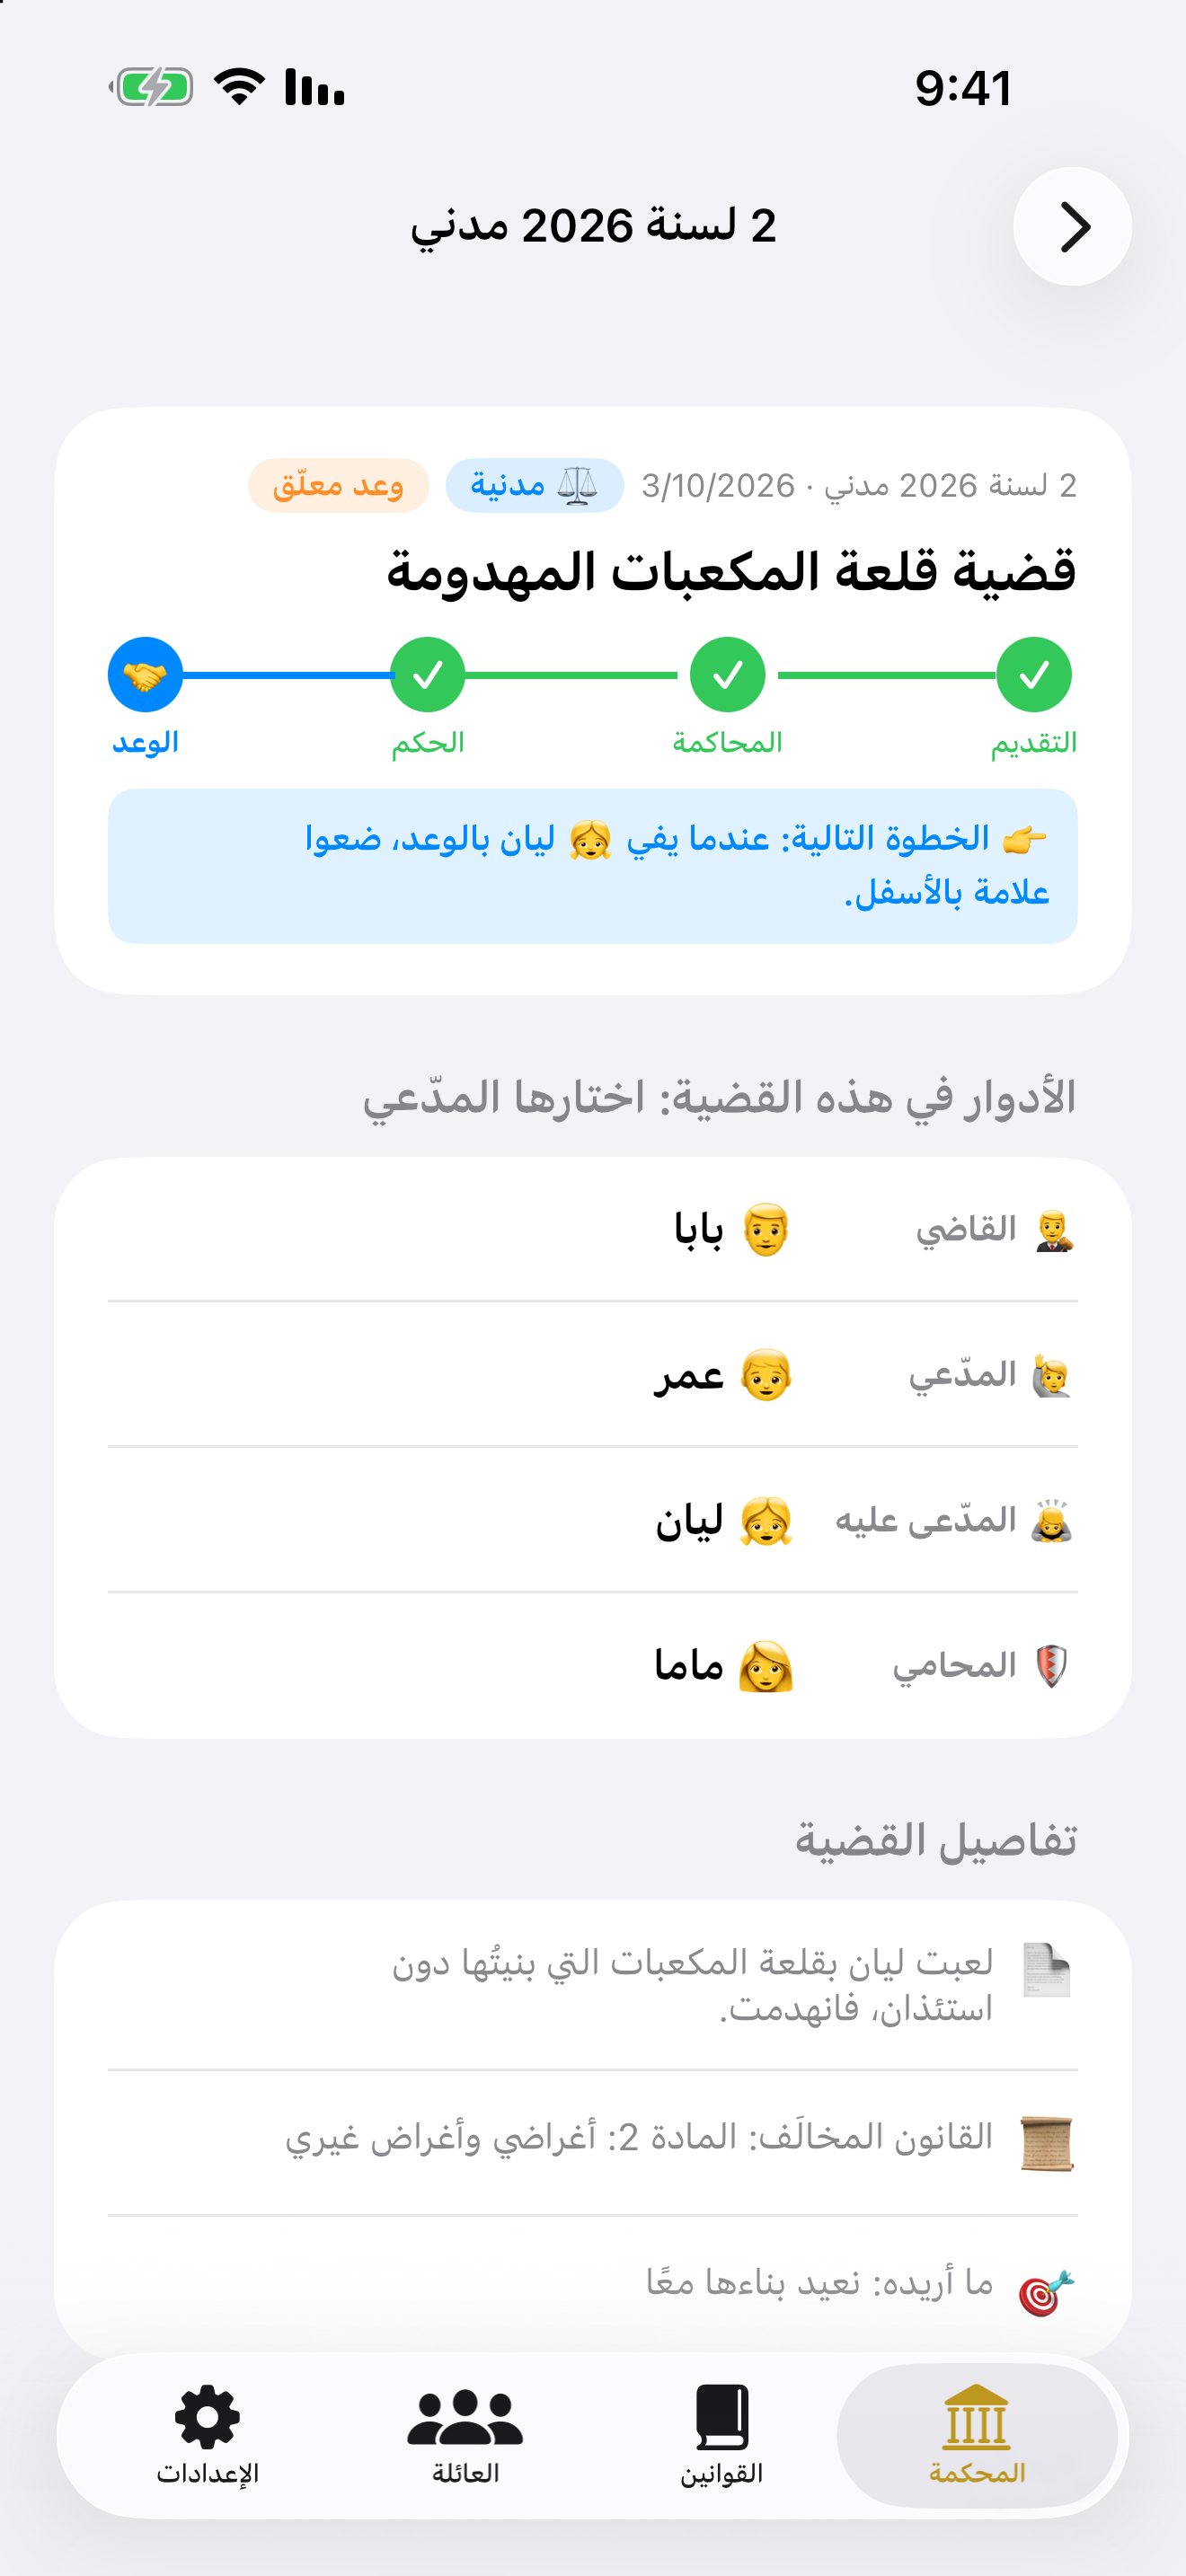 9:41
2 لسنة 2026 مدني
2 لسنة 2026 مدني · 3/10/2026 ⚖️ مدنية وعد معلّق
قضية قلعة المكعبات المهدومة
التقديم المحاكمة الحكم الوعد
👉 الخطوة التالية: عندما يفي 👧 ليان بالوعد، ضعوا
علامة بالأسفل.
الأدوار في هذه القضية: اختارها المدّعي
القاضي 👨 بابا
المدّعي 👦 عمر
المدّعى عليه 👧 ليان
المحامي 👩 ماما
تفاصيل القضية
لعبت ليان بقلعة المكعبات التي بنيتُها دون
استئذان، فانهدمت.
القانون المخالَف: المادة 2: أغراضي وأغراض غيري
ما أريده: نعيد بناءها معًا
المحكمة القوانين العائلة الإعدادات